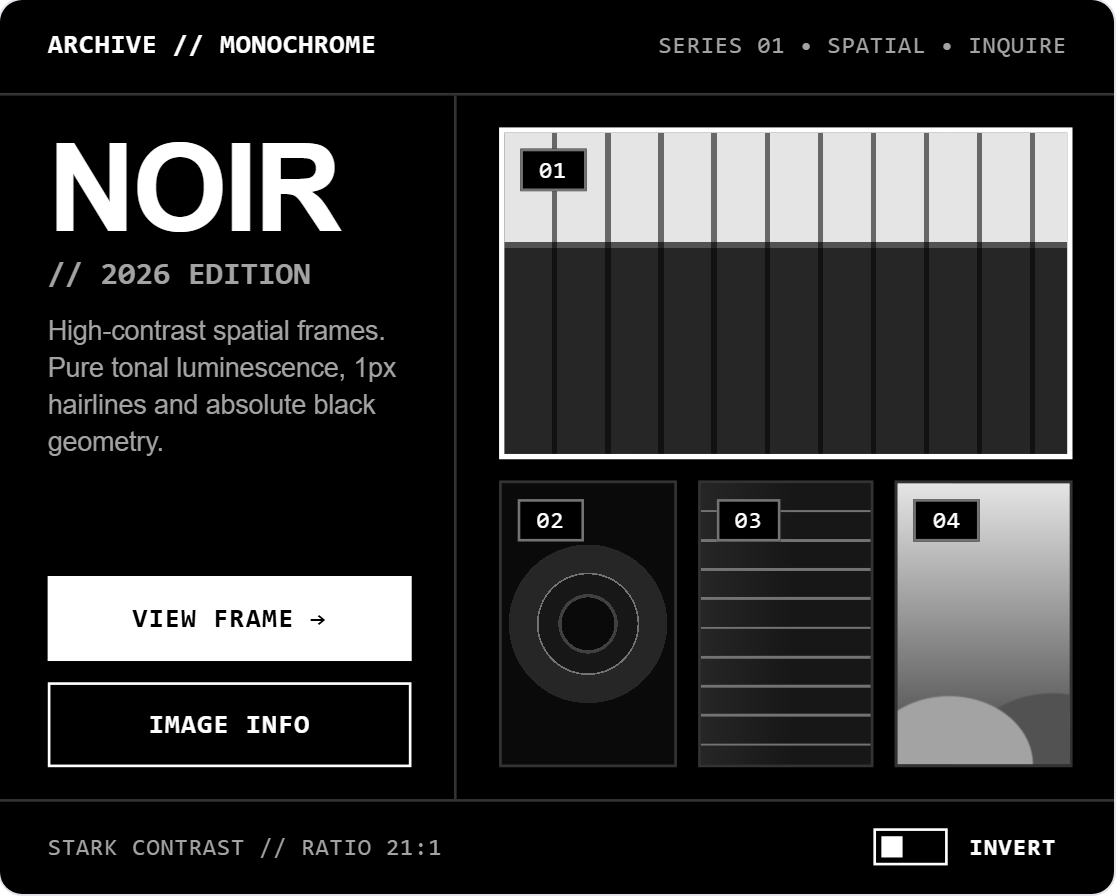 ARCHIVE // MONOCHROME
SERIES 01 • SPATIAL • INQUIRE
NOIR
// 2026 EDITION
High-contrast spatial frames.
Pure tonal luminescence, 1px
hairlines and absolute black
geometry.
VIEW FRAME →
IMAGE INFO
01
02
03
04
STARK CONTRAST // RATIO 21:1
INVERT